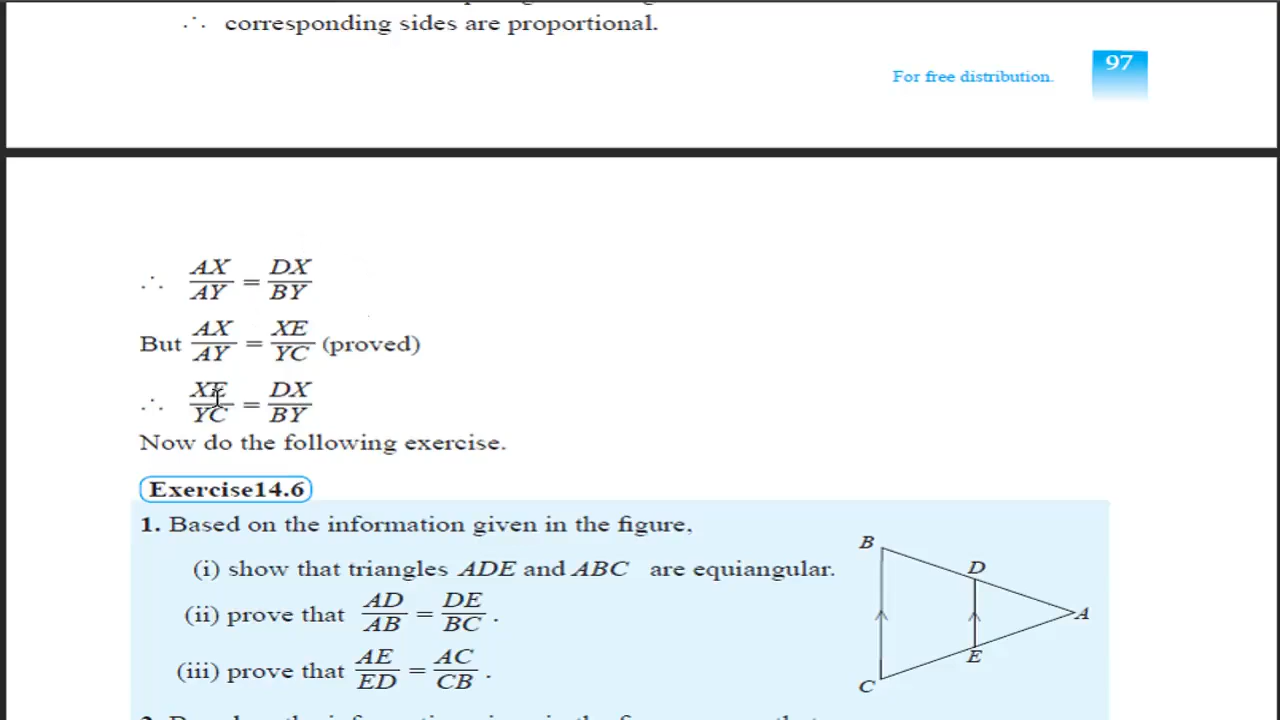 ∴ corresponding sides are proportional.
For free distribution.
97
∴ AX/AY = DX/BY
But AX/AY = XE/YC (proved)
∴ XE/YC = DX/BY
Now do the following exercise.
Exercise14.6
1. Based on the information given in the figure,
(i) show that triangles ADE and ABC are equiangular.
(ii) prove that AD/AB = DE/BC .
(iii) prove that AE/ED = AC/CB .
B
D
A
E
C